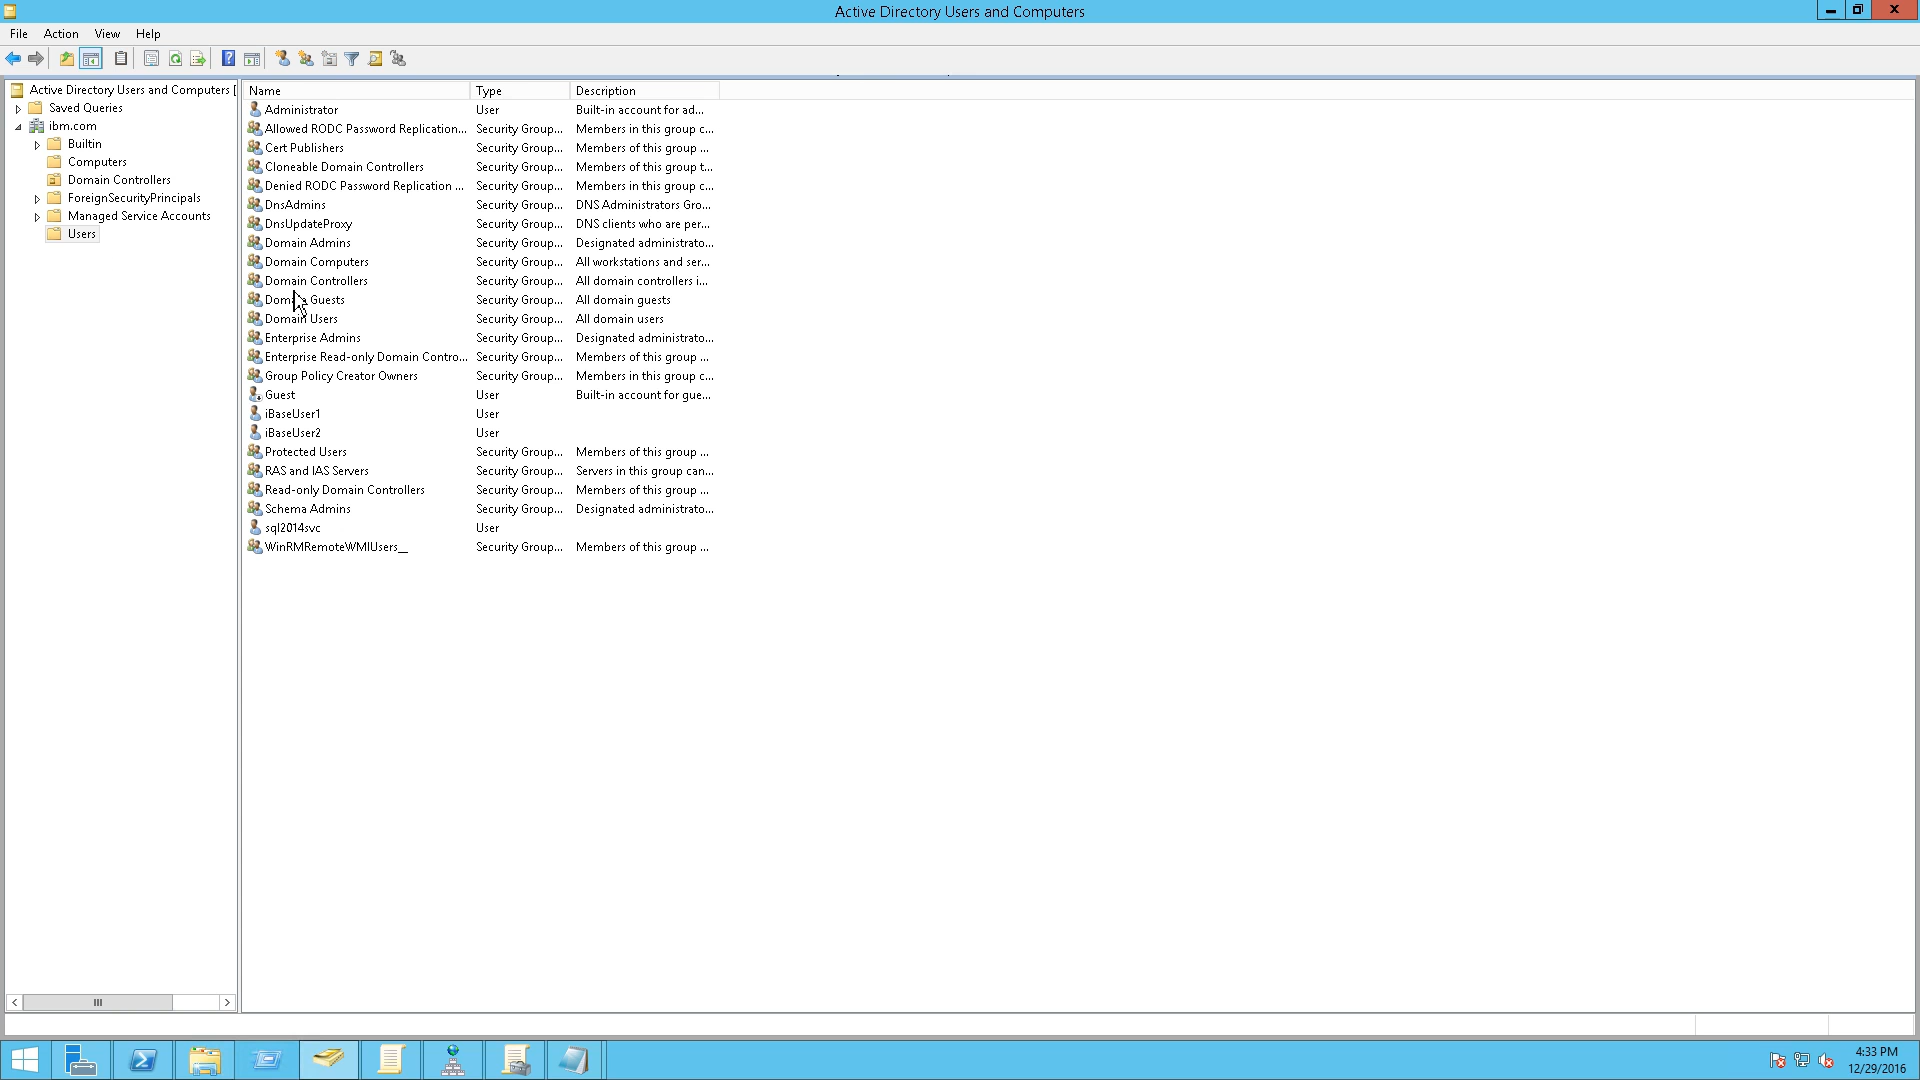 Active Directory Users and Computers
File Action View Help
Active Directory Users and Computers [
Saved Queries
ibm.com
Builtin
Computers
Domain Controllers
ForeignSecurityPrincipals
Managed Service Accounts
Users
Name Type Description
Administrator User Built-in account for ad...
Allowed RODC Password Replication... Security Group... Members in this group c...
Cert Publishers Security Group... Members of this group ...
Cloneable Domain Controllers Security Group... Members of this group t...
Denied RODC Password Replication ... Security Group... Members in this group c...
DnsAdmins Security Group... DNS Administrators Gro...
DnsUpdateProxy Security Group... DNS clients who are per...
Domain Admins Security Group... Designated administrato...
Domain Computers Security Group... All workstations and ser...
Domain Controllers Security Group... All domain controllers i...
Domain Guests Security Group... All domain guests
Domain Users Security Group... All domain users
Enterprise Admins Security Group... Designated administrato...
Enterprise Read-only Domain Contro... Security Group... Members of this group ...
Group Policy Creator Owners Security Group... Members in this group c...
Guest User Built-in account for gue...
iBaseUser1 User
iBaseUser2 User
Protected Users Security Group... Members of this group ...
RAS and IAS Servers Security Group... Servers in this group can...
Read-only Domain Controllers Security Group... Members of this group ...
Schema Admins Security Group... Designated administrato...
sql2014svc User
WinRMRemoteWMIUsers__ Security Group... Members of this group ...
4:33 PM
12/29/2016